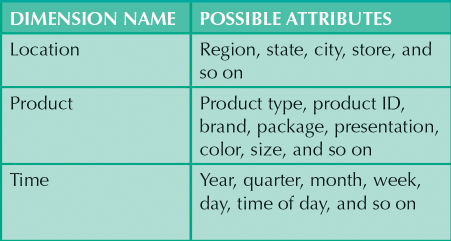 DIMENSION NAME
POSSIBLE ATTRIBUTES
Location
Region, state, city, store, and
so on
Product
Product type, product ID,
brand, package, presentation,
color, size, and so on
Time
Year, quarter, month, week,
day, time of day, and so on